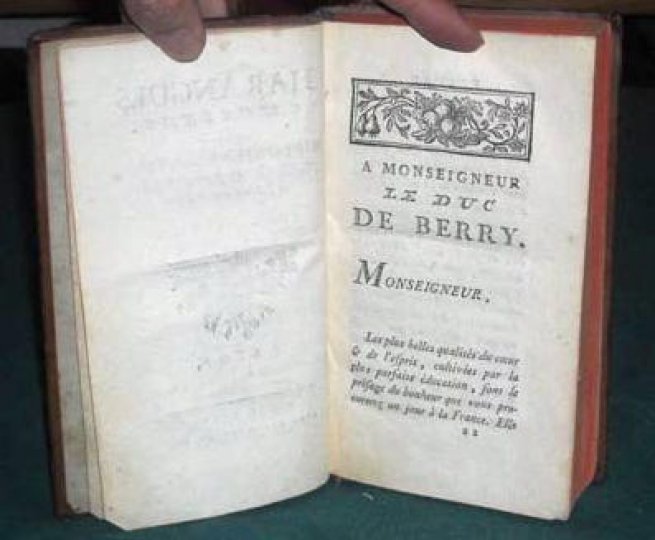 A MONSEIGNEUR
LE DUC
DE BERRY.
MONSEIGNEUR.
Les plus belles qualités du cœur
& de l'esprit, cultivées par la
plus parfaite éducation, sont le
présage du bonheur que vous pro-
curerez un jour à la France. Elles
a2